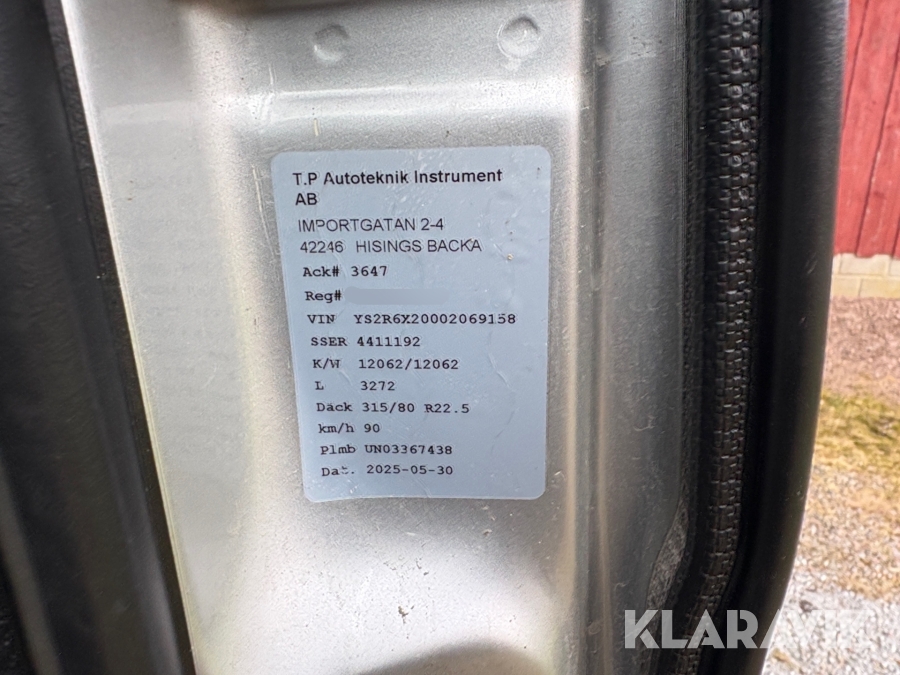 T.P Autoteknik Instrument
AB
IMPORTGATAN 2-4
42246 HISINGS BACKA
Ack# 3647
Reg#
VIN YS2R6X20002069158
SSER 4411192
K/W 12062/12062
L 3272
Däck 315/80 R22.5
km/h 90
Plmb UN03367438
Dat. 2025-05-30